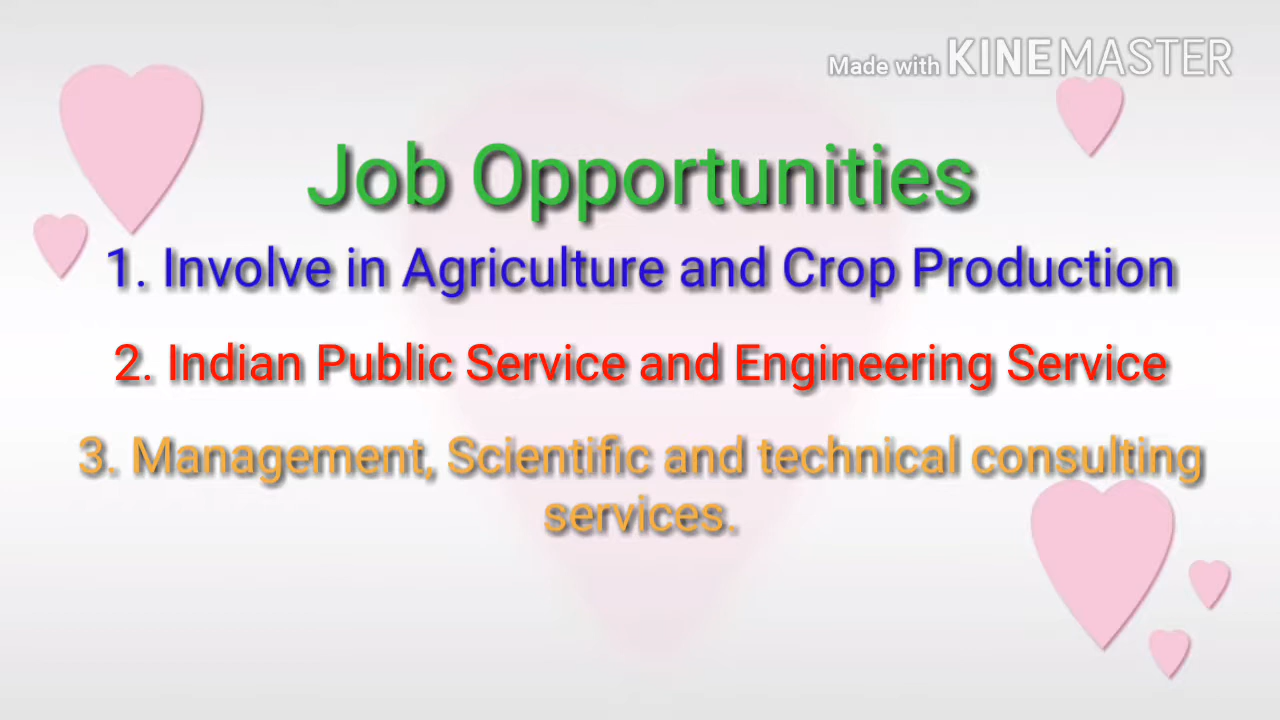 Made with KINEMASTER
Job Opportunities
1. Involve in Agriculture and Crop Production
2. Indian Public Service and Engineering Service
3. Management, Scientific and technical consulting
services.